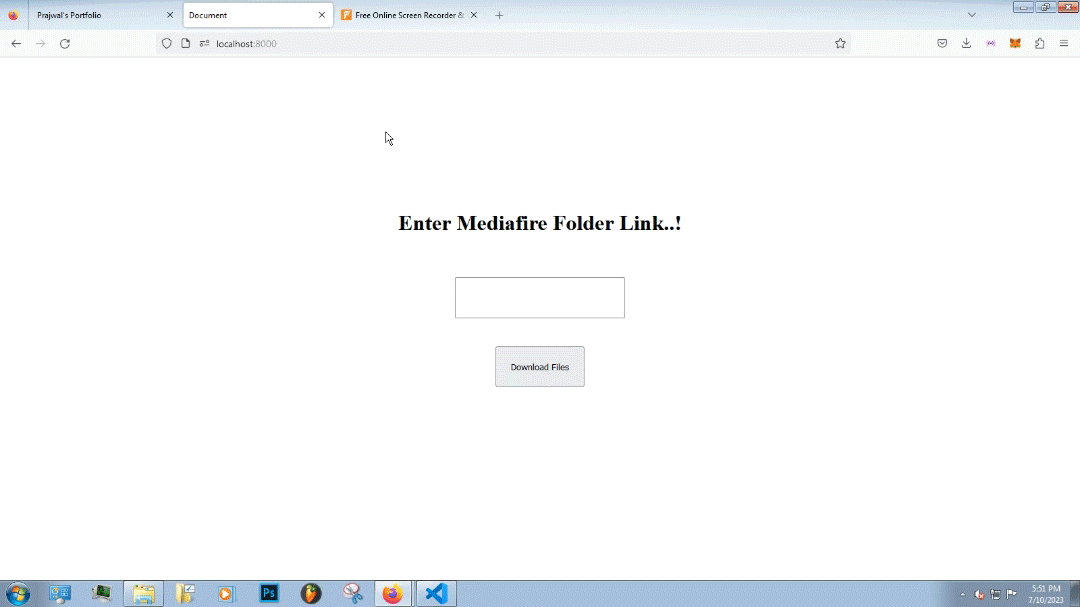 Prajwal's Portfolio
Document
Free Online Screen Recorder &
localhost:8000
Enter Mediafire Folder Link..!
Download Files
Ps
5:51 PM
7/10/2023